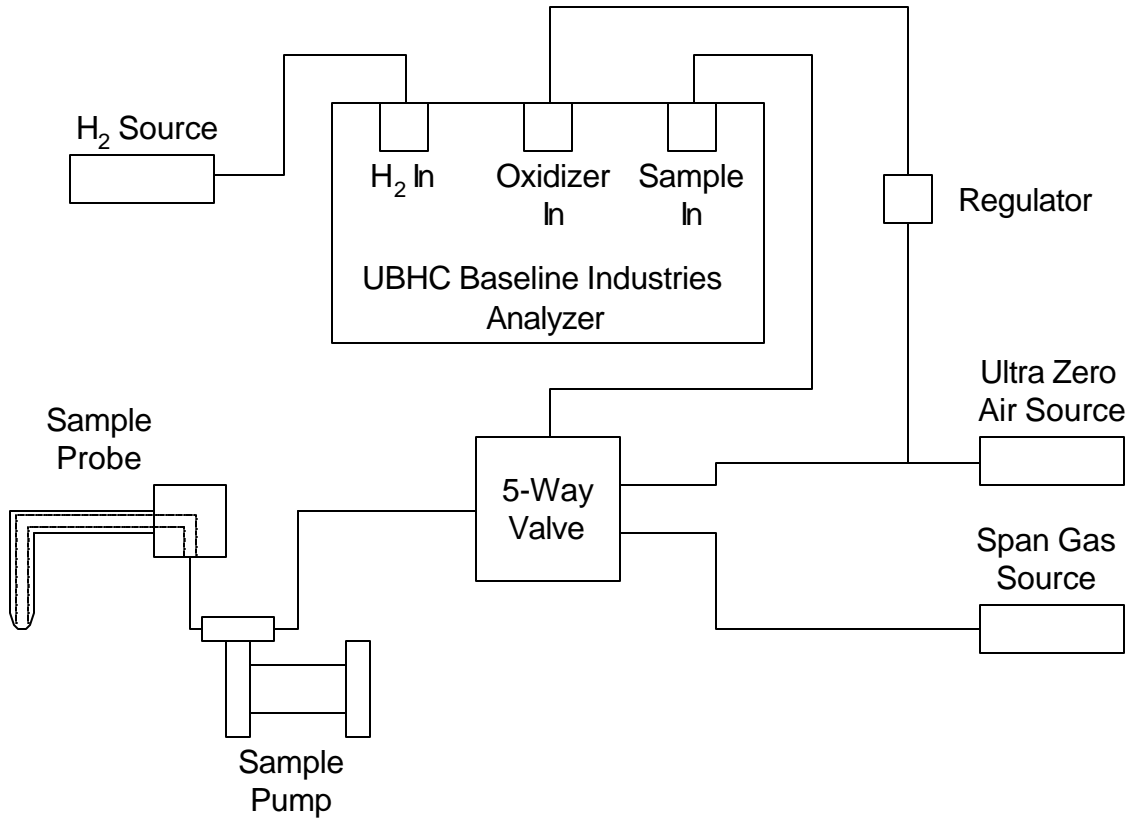 H₂ Source
H₂ In
Oxidizer
In
Sample
In
Regulator
UBHC Baseline Industries
Analyzer
Ultra Zero
Air Source
Sample
Probe
5-Way
Valve
Span Gas
Source
Sample
Pump